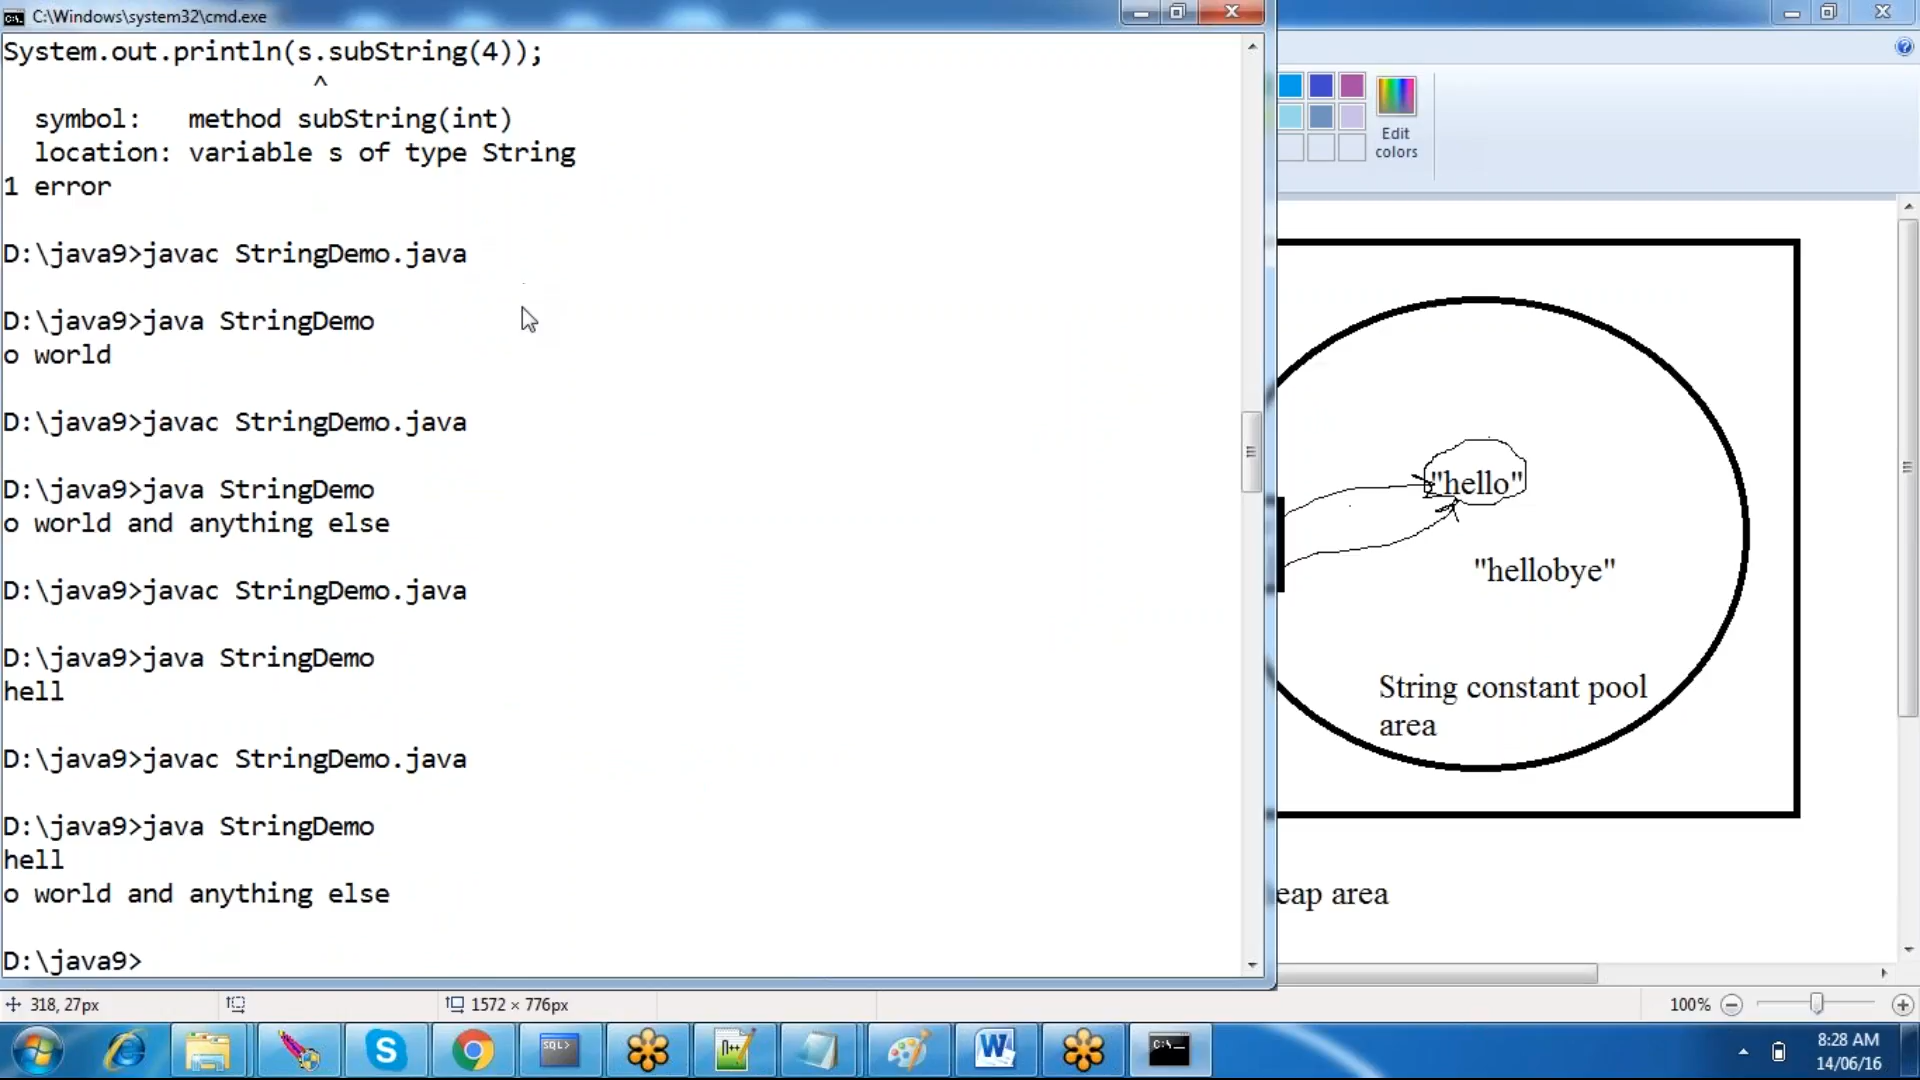 C:\Windows\system32\cmd.exe
System.out.println(s.subString(4));
^
symbol:   method subString(int)
location: variable s of type String
1 error
D:\java9>javac StringDemo.java
D:\java9>java StringDemo
o world
D:\java9>javac StringDemo.java
D:\java9>java StringDemo
o world and anything else
D:\java9>javac StringDemo.java
D:\java9>java StringDemo
hell
D:\java9>javac StringDemo.java
D:\java9>java StringDemo
hell
o world and anything else
D:\java9>
Edit
colors
"hello"
"hellobye"
String constant pool
area
eap area
318, 27px
1572 × 776px
100%
SQL>
C:\_
8:28 AM
14/06/16